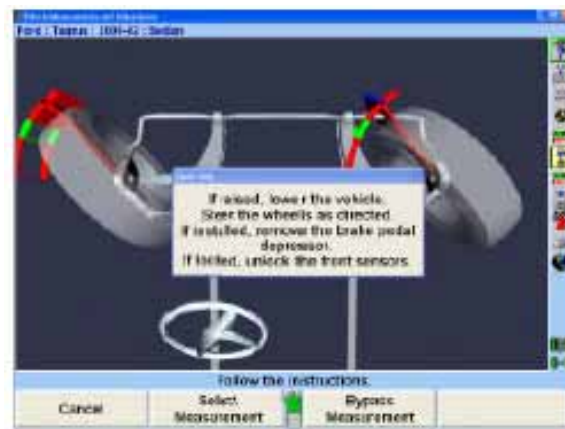 Ford : Taurus : 2000-02 : Sedan
If raised, lower the vehicle.
Steer the wheels as directed.
If installed, remove the brake pedal
depressor.
If locked, unlock the front sensors.
Follow the instructions.
Cancel
Select
Measurement
Bypass
Measurement